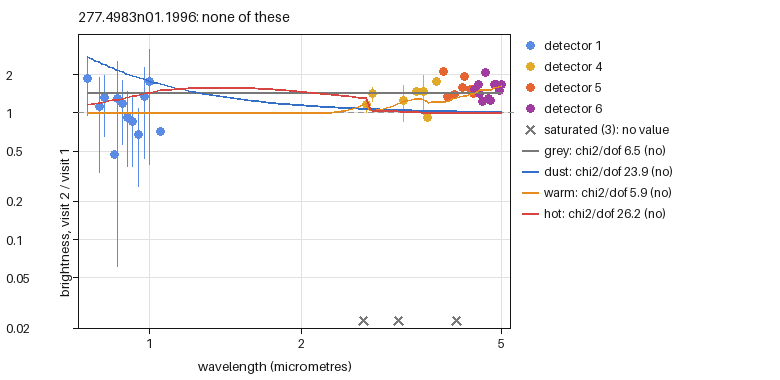 277.4983n01.1996: none of these
detector 1
detector 4
detector 5
detector 6
saturated (3): no value
grey: chi2/dof 6.5 (no)
dust: chi2/dof 23.9 (no)
warm: chi2/dof 5.9 (no)
hot: chi2/dof 26.2 (no)
brightness, visit 2 / visit 1
2
1
0.5
0.2
0.1
0.05
0.02
1
2
5
wavelength (micrometres)